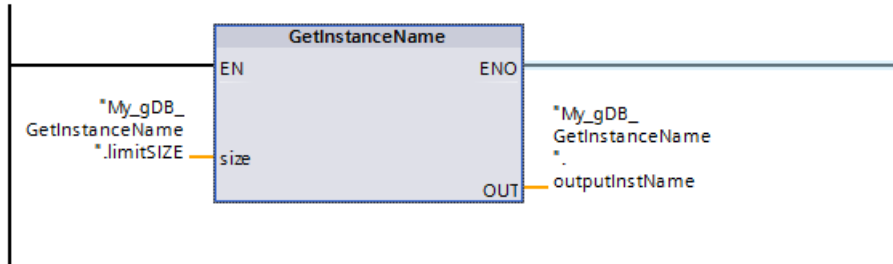 GetInstanceName
EN
ENO
"My_gDB_
GetInstanceName
".limitSIZE
size
"My_gDB_
GetInstanceName
".
outputInstName
OUT